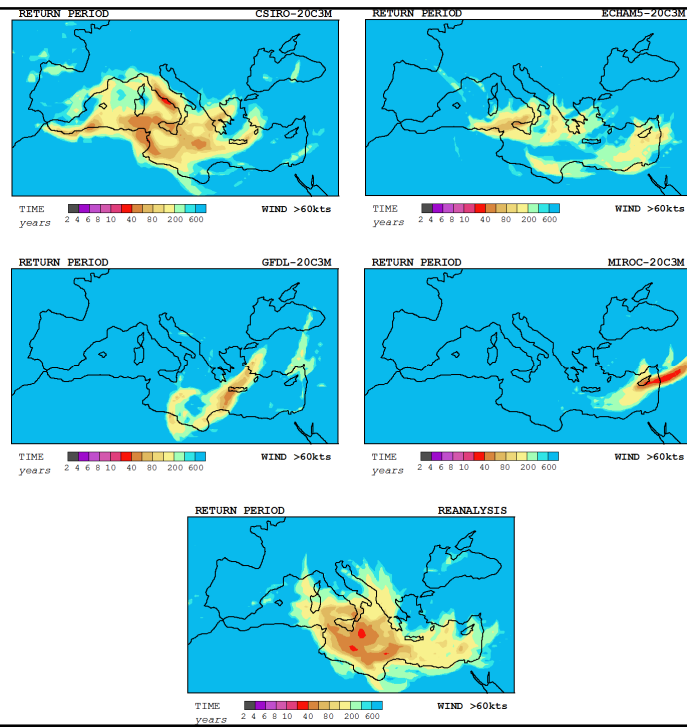 RETURN PERIOD CSIRO-20C3M
RETURN PERIOD ECHAM5-20C3M
TIME 2 4 6 8 10 40 80 200 600 WIND >60kts
years
TIME 2 4 6 8 10 40 80 200 600 WIND >60kts
years
RETURN PERIOD GFDL-20C3M
RETURN PERIOD MIROC-20C3M
TIME 2 4 6 8 10 40 80 200 600 WIND >60kts
years
TIME 2 4 6 8 10 40 80 200 600 WIND >60kts
years
RETURN PERIOD REANALYSIS
TIME 2 4 6 8 10 40 80 200 600 WIND >60kts
years